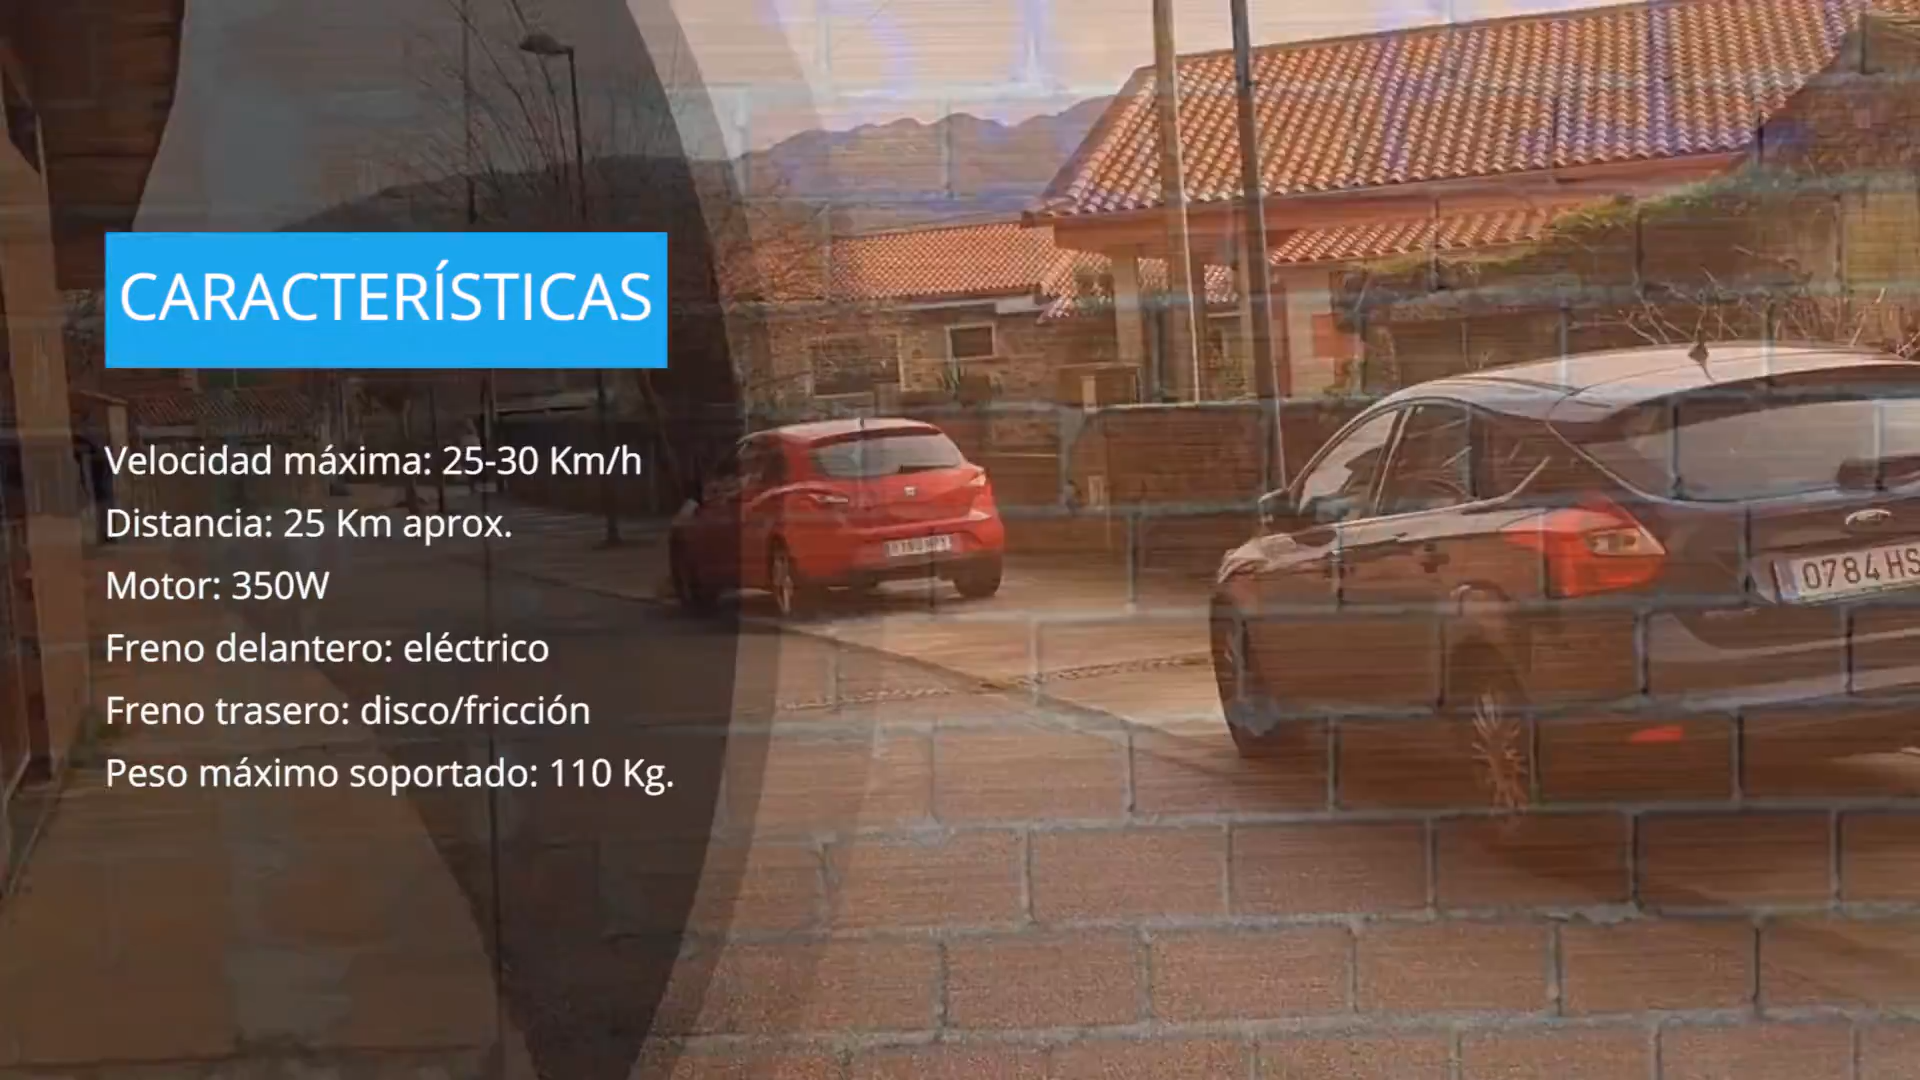 CARACTERÍSTICAS
Velocidad máxima: 25-30 Km/h
Distancia: 25 Km aprox.
Motor: 350W
Freno delantero: eléctrico
Freno trasero: disco/fricción
Peso máximo soportado: 110 Kg.
0784 HS